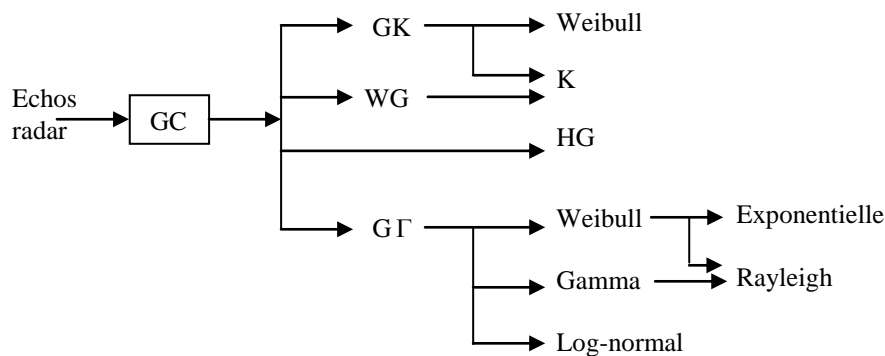 Echos
radar
GC
GK
WG
GΓ
Weibull
K
HG
Weibull
Gamma
Log-normal
Exponentielle
Rayleigh